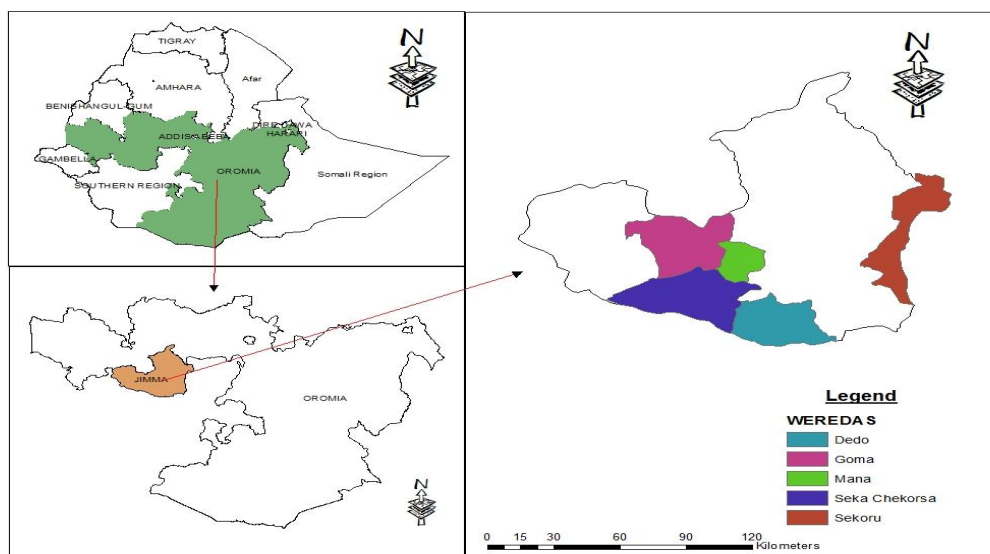 N
TIGRAY
Afar
AMHARA
BENISHANGUL-GUM
DIRE DAWA
ADDIS ABEBA
HARARI
GAMBELLA
OROMIA
Somali Region
SOUTHERN REGION
N
JIMMA
OROMIA
N
Legend
WEREDAS
Dedo
Goma
Mana
Seka Chekorsa
Sekoru
0 15 30 60 90 120
Kilometers